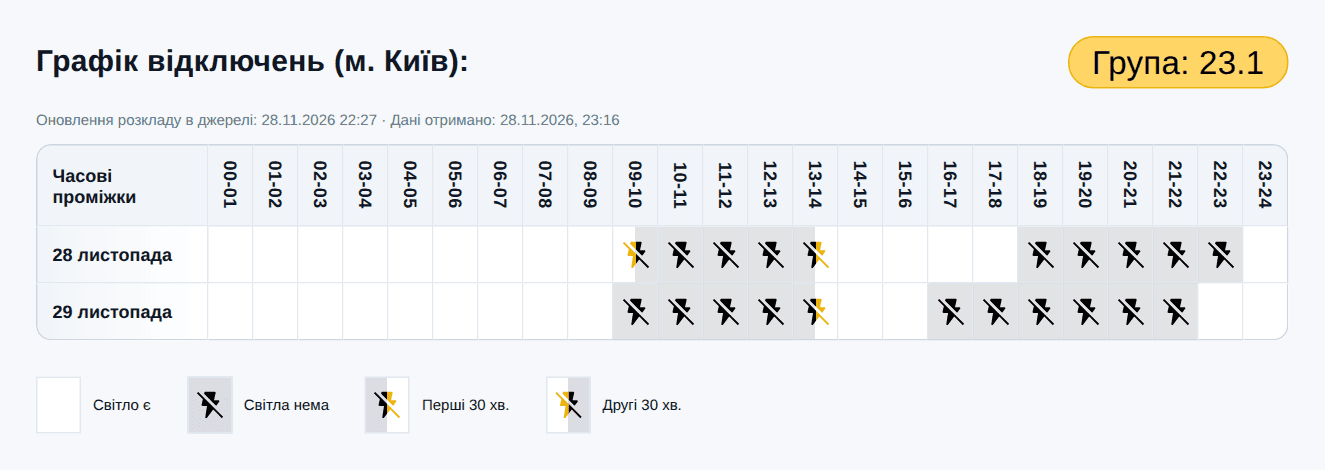 Графік відключень (м. Київ):
Група: 23.1
Оновлення розкладу в джерелі: 28.11.2026 22:27 · Дані отримано: 28.11.2026, 23:16
Часові
проміжки
00-01
01-02
02-03
03-04
04-05
05-06
06-07
07-08
08-09
09-10
10-11
11-12
12-13
13-14
14-15
15-16
16-17
17-18
18-19
19-20
20-21
21-22
22-23
23-24
28 листопада
29 листопада
Світло є
Світла нема
Перші 30 хв.
Другі 30 хв.